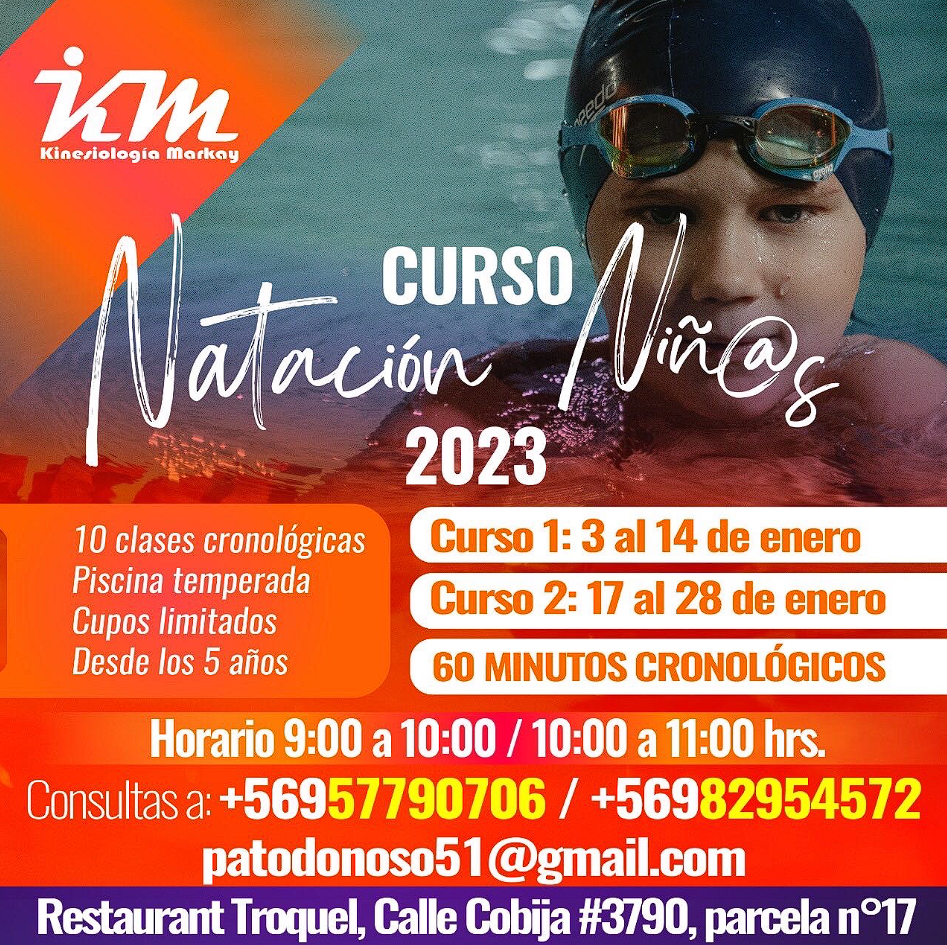 km
Kinesiología Markay
CURSO
Natación Niñ@s
2023
10 clases cronológicas
Piscina temperada
Cupos limitados
Desde los 5 años
Curso 1: 3 al 14 de enero
Curso 2: 17 al 28 de enero
60 MINUTOS CRONOLÓGICOS
Horario 9:00 a 10:00 / 10:00 a 11:00 hrs.
Consultas a: +56957790706 / +56982954572
patodonoso51@gmail.com
Restaurant Troquel, Calle Cobija #3790, parcela n°17
speedo
arena